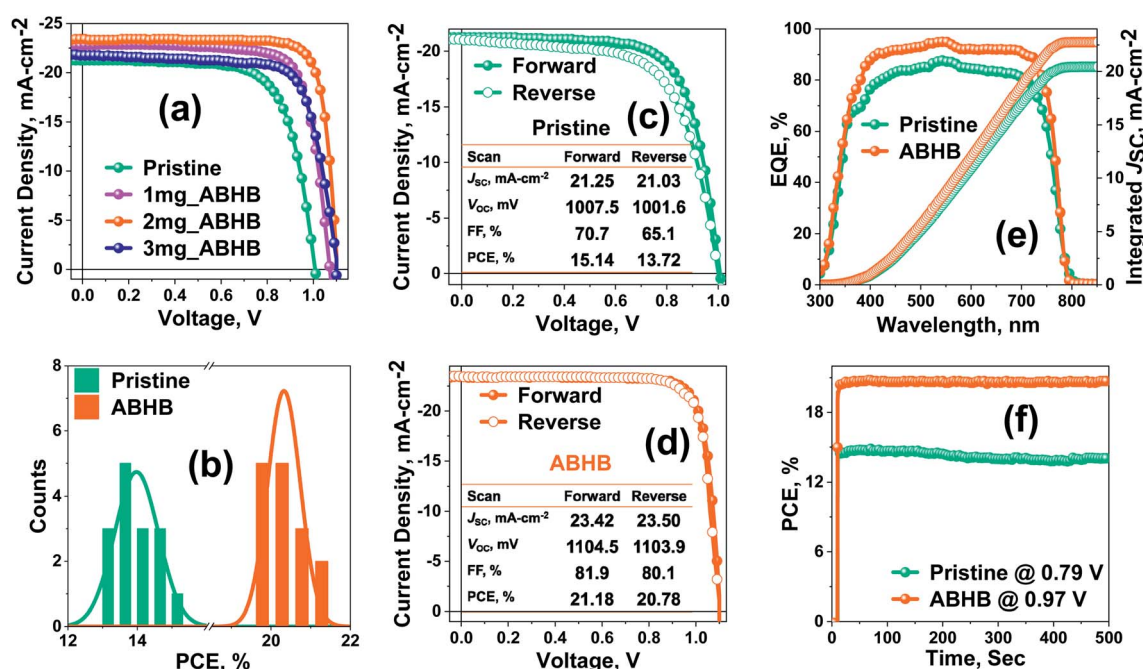 -25
-20
-15
-10
-5
0
Current Density, mA-cm-2
(a)
Pristine
1mg_ABHB
2mg_ABHB
3mg_ABHB
0.0 0.2 0.4 0.6 0.8 1.0
Voltage, V
-20
-15
-10
-5
0
Current Density, mA-cm-2
Forward
Reverse
(c)
Pristine
Scan Forward Reverse
JSC, mA-cm-2 21.25 21.03
VOC, mV 1007.5 1001.6
FF, % 70.7 65.1
PCE, % 15.14 13.72
0.0 0.2 0.4 0.6 0.8 1.0
Voltage, V
100
80
60
40
20
0
EQE, %
Pristine
ABHB
(e)
20
15
10
5
0
Integrated JSC, mA-cm-2
300 400 500 600 700 800
Wavelength, nm
8
6
4
2
0
Counts
Pristine
ABHB
(b)
12 14 20 22
PCE, %
-20
-15
-10
-5
0
Current Density, mA-cm-2
Forward
Reverse
(d)
ABHB
Scan Forward Reverse
JSC, mA-cm-2 23.42 23.50
VOC, mV 1104.5 1103.9
FF, % 81.9 80.1
PCE, % 21.18 20.78
0.0 0.2 0.4 0.6 0.8 1.0
Voltage, V
18
12
6
0
PCE, %
(f)
Pristine @ 0.79 V
ABHB @ 0.97 V
0 100 200 300 400 500
Time, Sec